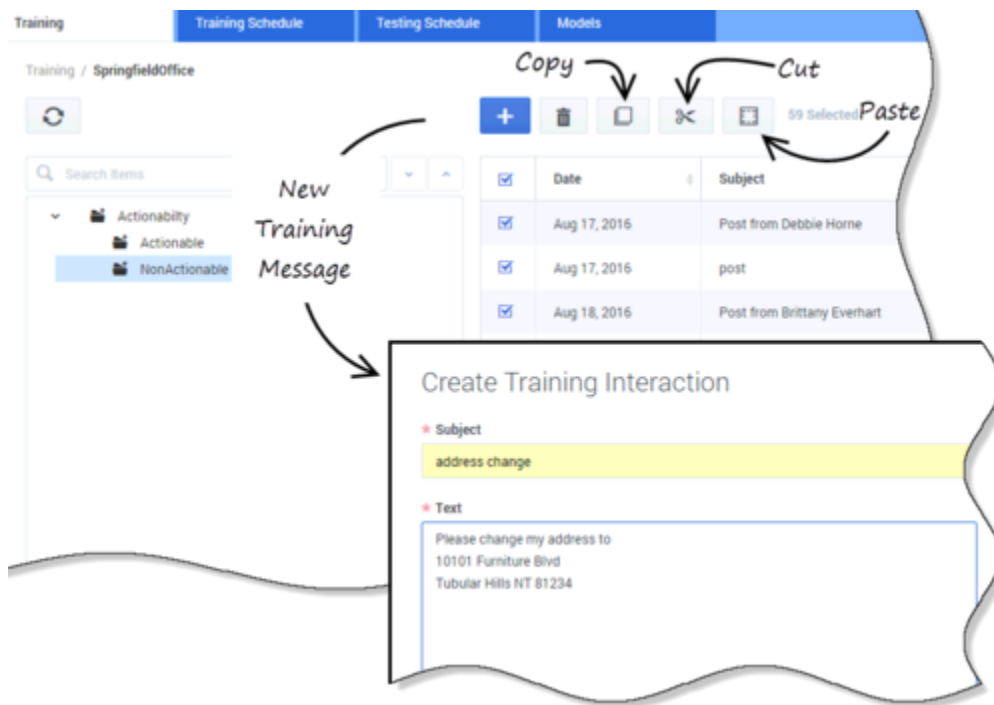 Training
Training Schedule
Testing Schedule
Models
Training / SpringfieldOffice
Copy
Cut
59 Selected
Paste
Search Items
New
Training
Message
Date
Subject
Actionabilty
Actionable
NonActionable
Aug 17, 2016
Post from Debbie Horne
Aug 17, 2016
post
Aug 18, 2016
Post from Brittany Everhart
Create Training Interaction
* Subject
address change
* Text
Please change my address to
10101 Furniture Blvd
Tubular Hills NT 81234